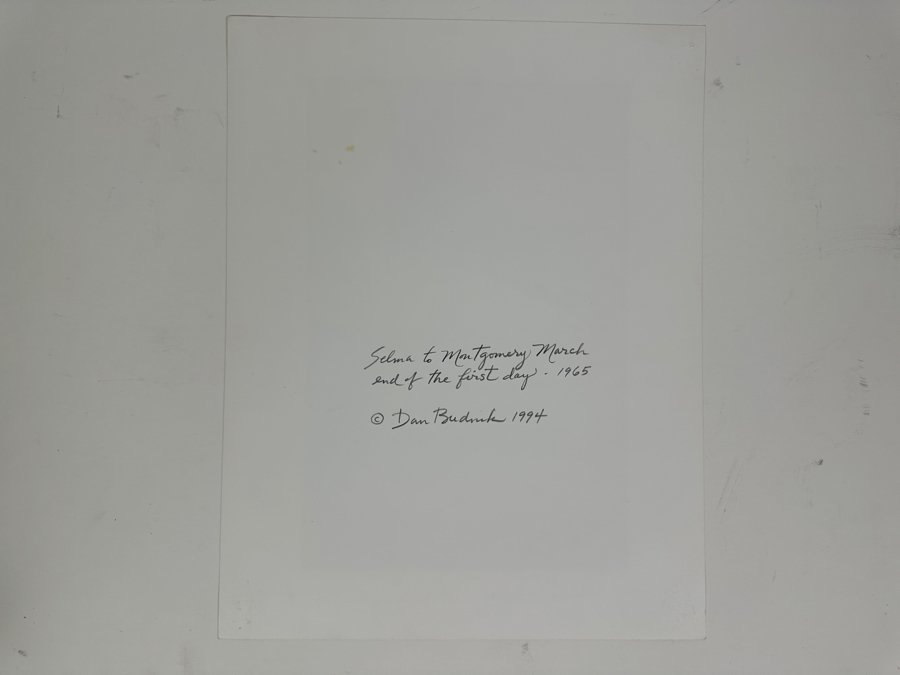 Selma to Montgomery March
end of the first day · 1965
© Dan Budnik 1994